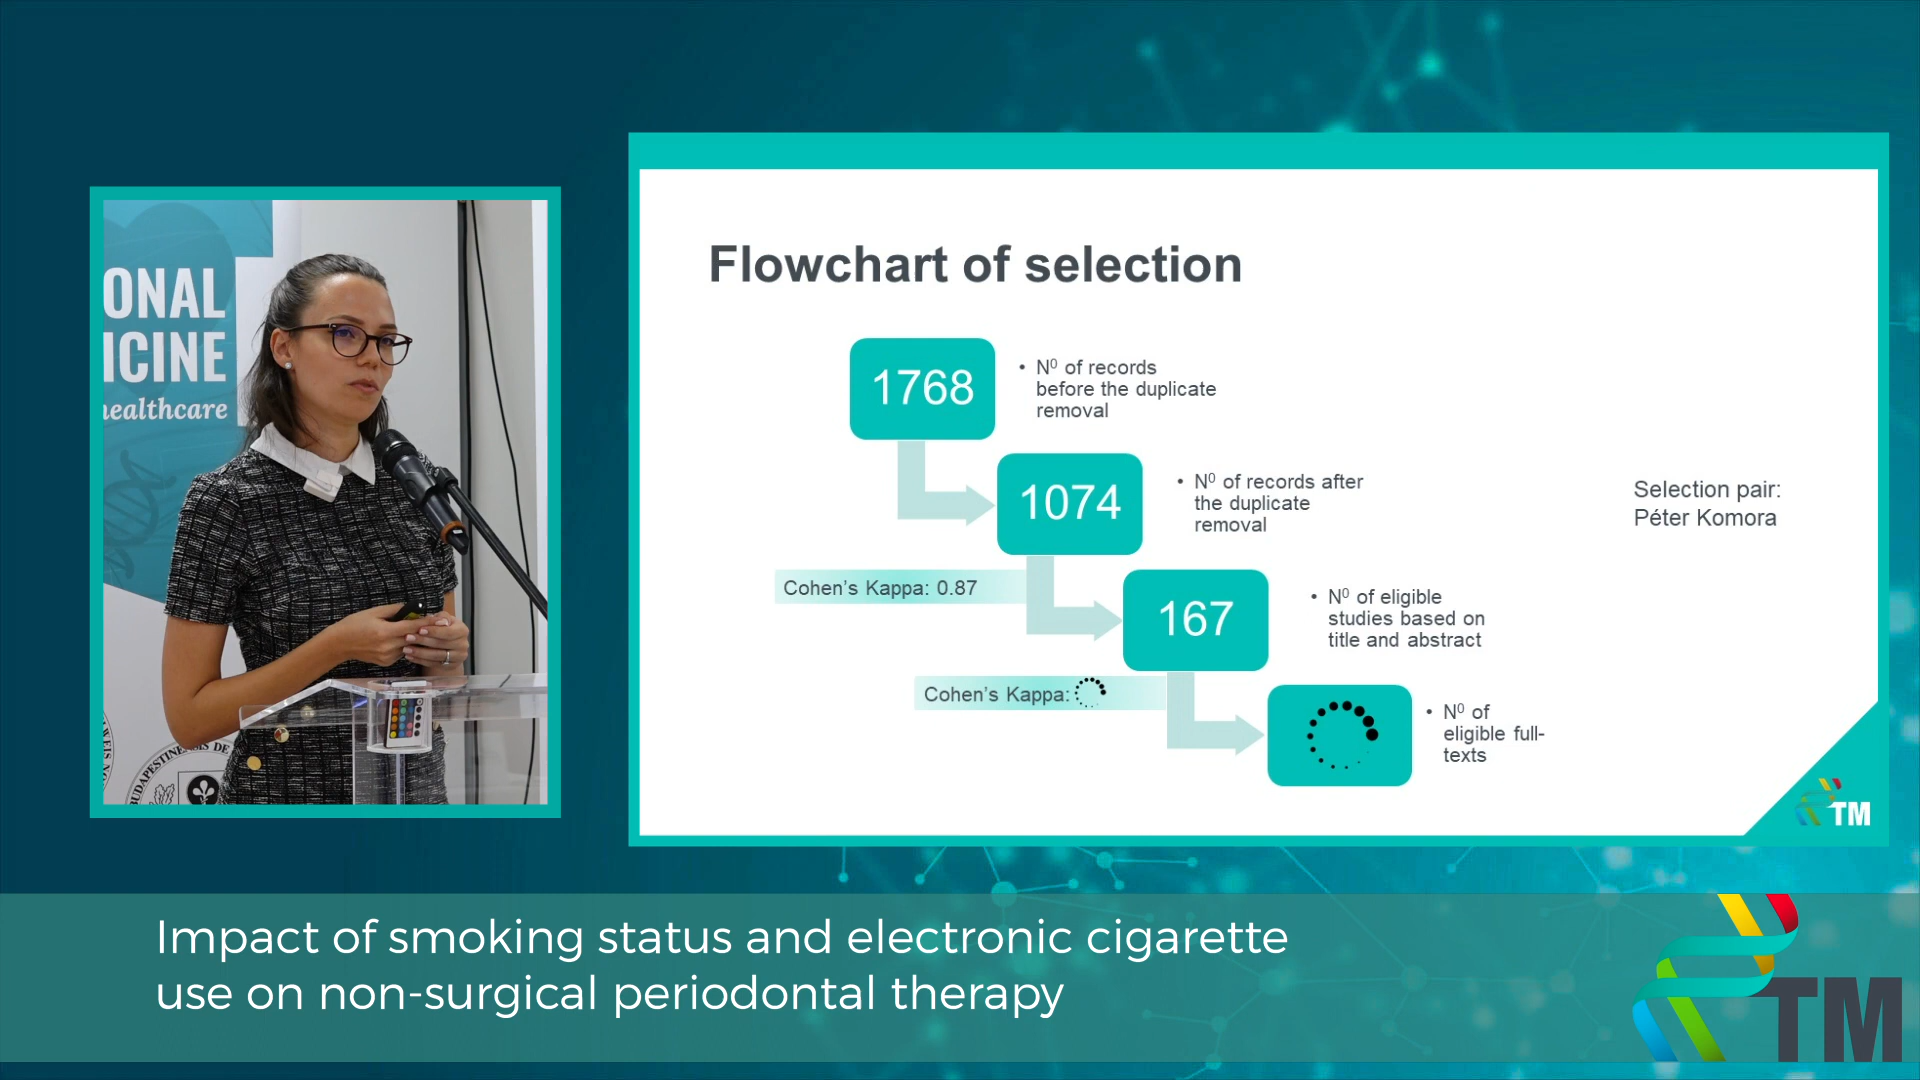 ONAL
ICINE
healthcare
BUDAPESTINENSIS DE
Flowchart of selection
1768
• N⁰ of records
before the duplicate
removal
1074
• N⁰ of records after
the duplicate
removal
Selection pair:
Péter Komora
Cohen's Kappa: 0.87
167
• N⁰ of eligible
studies based on
title and abstract
Cohen's Kappa:
• N⁰ of
eligible full-
texts
TM
Impact of smoking status and electronic cigarette
use on non-surgical periodontal therapy
TM